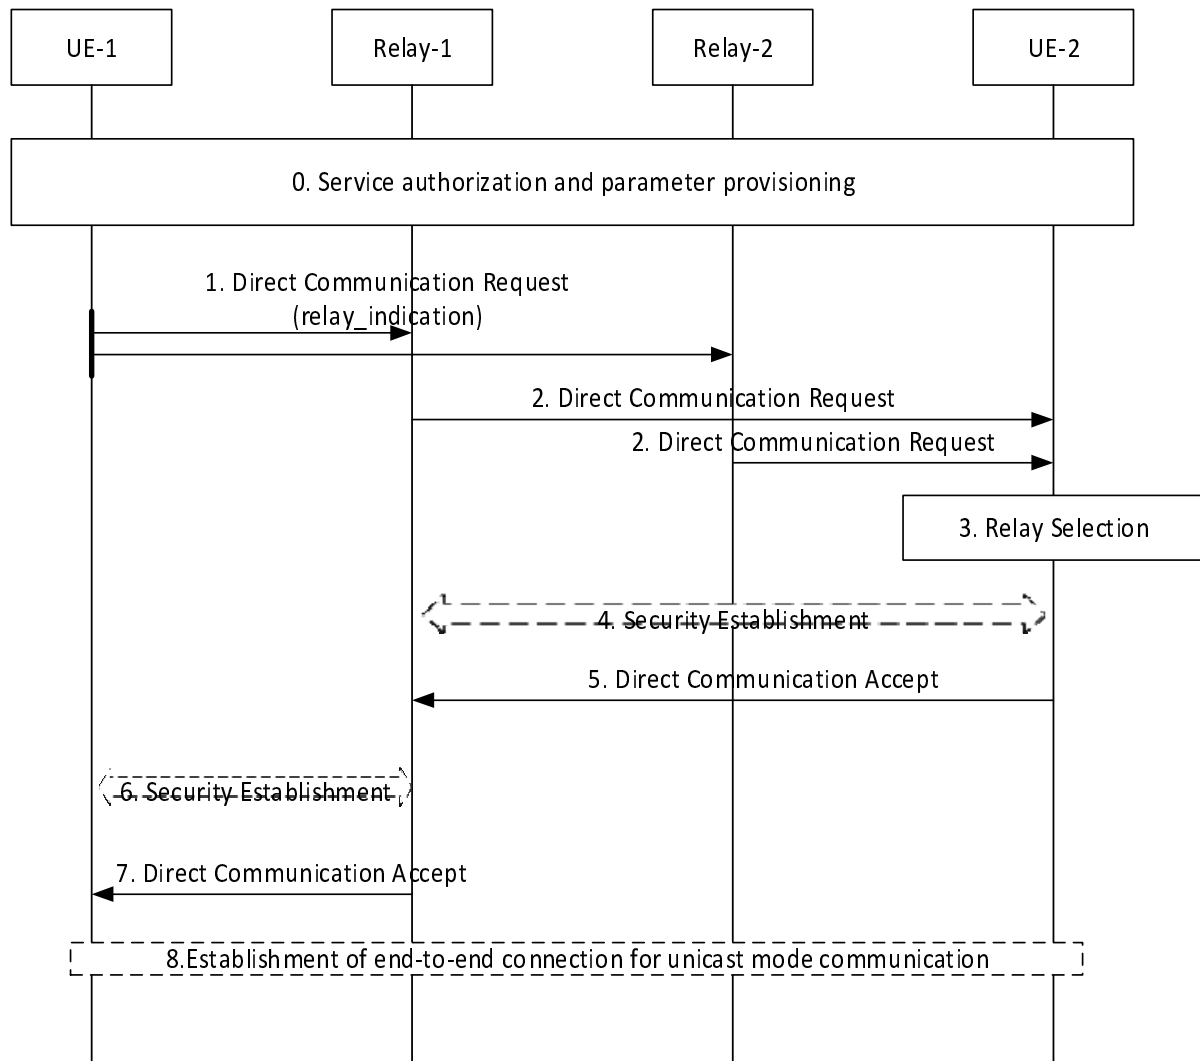 UE-1
Relay-1
Relay-2
UE-2
0. Service authorization and parameter provisioning
1. Direct Communication Request
(relay_indication)
2. Direct Communication Request
2. Direct Communication Request
3. Relay Selection
4. Security Establishment
5. Direct Communication Accept
6. Security Establishment
7. Direct Communication Accept
8.Establishment of end-to-end connection for unicast mode communication